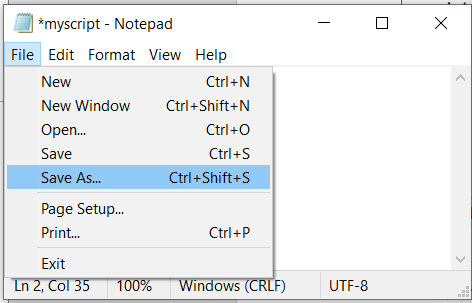 *myscript - Notepad
File Edit Format View Help
New Ctrl+N
New Window Ctrl+Shift+N
Open... Ctrl+O
Save Ctrl+S
Save As... Ctrl+Shift+S
Page Setup...
Print... Ctrl+P
Exit
Ln 2, Col 35 100% Windows (CRLF) UTF-8